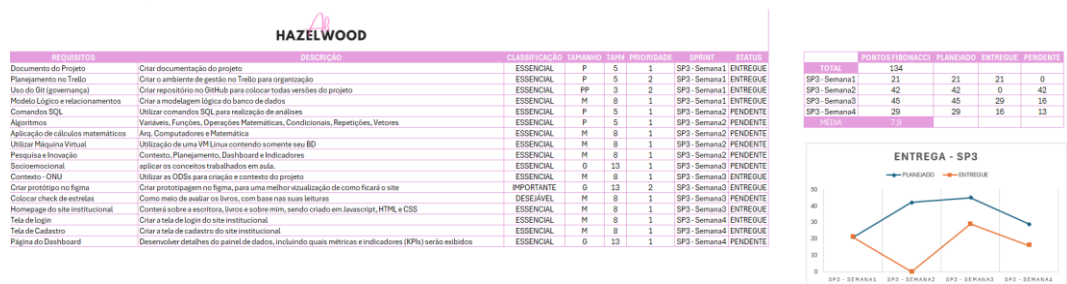 Al
HAZELWOOD
REQUISITOS DESCRIÇÃO CLASSIFICAÇÃO TAMANHO TAM# PRIORIDADE SPRINT STATUS
Documento do Projeto Criar documentação do projeto ESSENCIAL P 5 1 SP3 - Semana1 ENTREGUE
Planejamento no Trello Criar o ambiente de gestão no Trello para organização ESSENCIAL P 5 2 SP3 - Semana1 ENTREGUE
Uso do Git (governança) Criar repositório no GitHub para colocar todas versões do projeto ESSENCIAL PP 3 2 SP3 - Semana1 ENTREGUE
Modelo Lógico e relacionamentos Criar a modelagem lógica do banco de dados ESSENCIAL M 8 1 SP3 - Semana1 ENTREGUE
Comandos SQL Utilizar comandos SQL para realização de análises ESSENCIAL P 5 1 SP3 - Semana2 PENDENTE
Algoritmos Variáveis, Funções, Operações Matemáticas, Condicionais, Repetições, Vetores ESSENCIAL P 5 1 SP3 - Semana2 PENDENTE
Aplicação de cálculos matemáticos Arq. Computadores e Matemática ESSENCIAL M 8 1 SP3 - Semana2 PENDENTE
Utilizar Máquina Virtual Utilização de uma VM Linux contendo somente seu BD ESSENCIAL M 8 1 SP3 - Semana2 PENDENTE
Pesquisa e Inovação Contexto, Planejamento, Dashboard e Indicadores ESSENCIAL M 8 1 SP3 - Semana2 PENDENTE
Socioemocional aplicar os conceitos trabalhados em aula. ESSENCIAL G 13 1 SP3 - Semana3 PENDENTE
Contexto - ONU Utilizar as ODSs para criação e contexto do projeto ESSENCIAL M 8 1 SP3 - Semana3 ENTREGUE
Criar protótipo no figma Criar prototipagem no figma, para uma melhor vizualização de como ficará o site IMPORTANTE G 13 2 SP3 - Semana3 ENTREGUE
Colocar check de estrelas Como meio de avaliar os livros, com base nas suas leituras DESEJÁVEL M 8 1 SP3 - Semana3 PENDENTE
Homepage do site institucional Conterá sobre a escritora, livros e sobre mim, sendo criado em Javascript, HTML e CSS ESSENCIAL M 8 1 SP3 - Semana3 ENTREGUE
Tela de login Criar a tela de login do site institucional ESSENCIAL M 8 1 SP3 - Semana4 ENTREGUE
Tela de Cadastro Criar a tela de cadastro do site institucional ESSENCIAL M 8 1 SP3 - Semana4 ENTREGUE
Página do Dashboard Desenvolver detalhes do painel de dados, incluindo quais métricas e indicadores (KPIs) serão exibidos ESSENCIAL G 13 1 SP3 - Semana4 PENDENTE
PONTOS FIBONACCI PLANEJADO ENTREGUE PENDENTE
TOTAL 134
SP3 - Semana1 21 21 21 0
SP3 - Semana2 42 42 0 42
SP3 - Semana3 45 45 29 16
SP3 - Semana4 29 29 16 13
MÉDIA 7,9
ENTREGA - SP3
PLANEJADO ENTREGUE
50
40
30
20
10
0
SP3 - SEMANA1 SP3 - SEMANA2 SP3 - SEMANA3 SP3 - SEMANA4